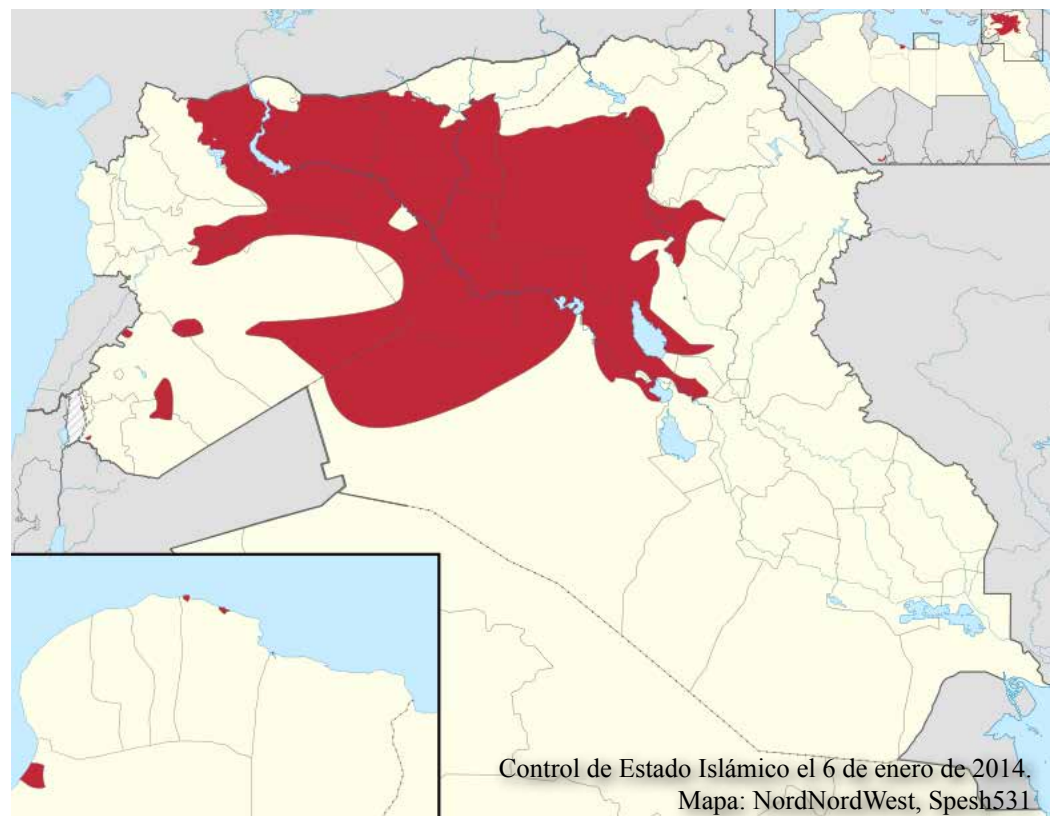 Control de Estado Islámico el 6 de enero de 2014.
Mapa: NordNordWest, Spesh531